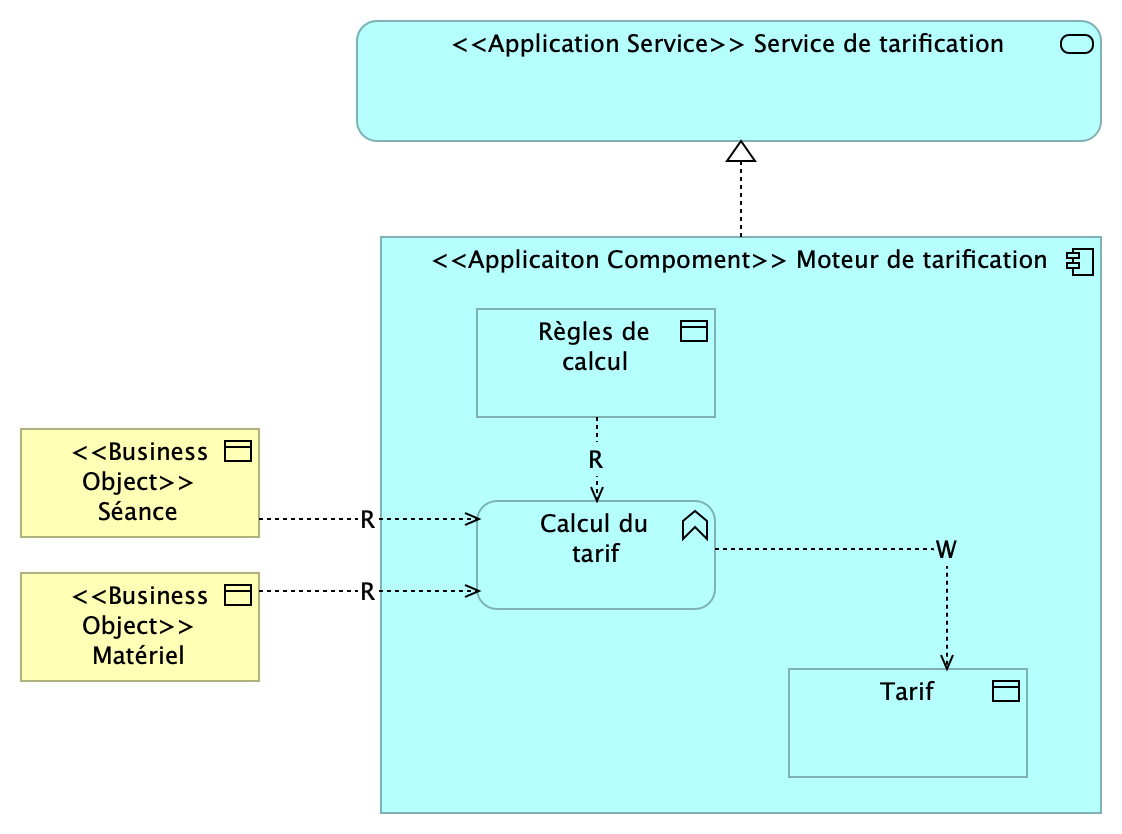 <<Application Service>> Service de tarification
<<Applicaiton Compoment>> Moteur de tarification
Règles de
calcul
R
<<Business
Object>>
Séance
R
Calcul du
tarif
W
<<Business
Object>>
Matériel
R
Tarif